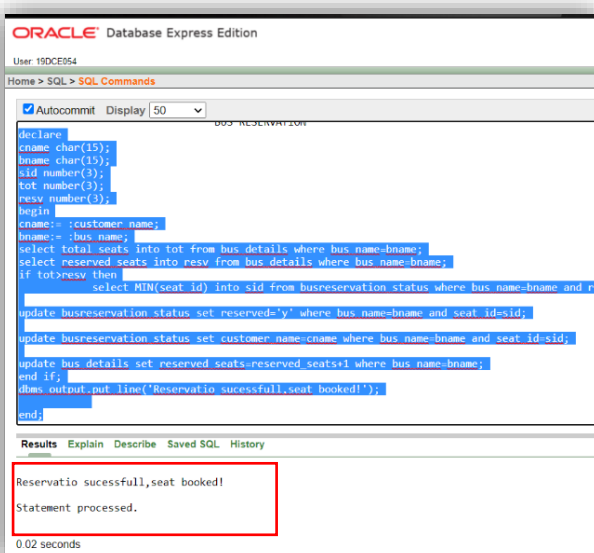 ORACLE Database Express Edition
User: 19DCE054
Home > SQL > SQL Commands
Autocommit Display 50
BUS RESERVATION
declare
cname char(15);
bname char(15);
sid number(3);
tot number(3);
resv number(3);
begin
cname:= :customer_name;
bname:= :bus_name;
select total_seats into tot from bus_details where bus_name=bname;
select reserved_seats into resv from bus_details where bus_name=bname;
if tot>resv then
select MIN(seat_id) into sid from busreservation_status where bus_name=bname and r
update busreservation_status set reserved='y' where bus_name=bname and seat_id=sid;
update busreservation_status set customer_name=cname where bus_name=bname and seat_id=sid;
update bus_details set reserved_seats=reserved_seats+1 where bus_name=bname;
end if;
dbms_output.put_line('Reservatio sucessfull,seat booked!');
end;
Results Explain Describe Saved SQL History
Reservatio sucessfull,seat booked!
Statement processed.
0.02 seconds